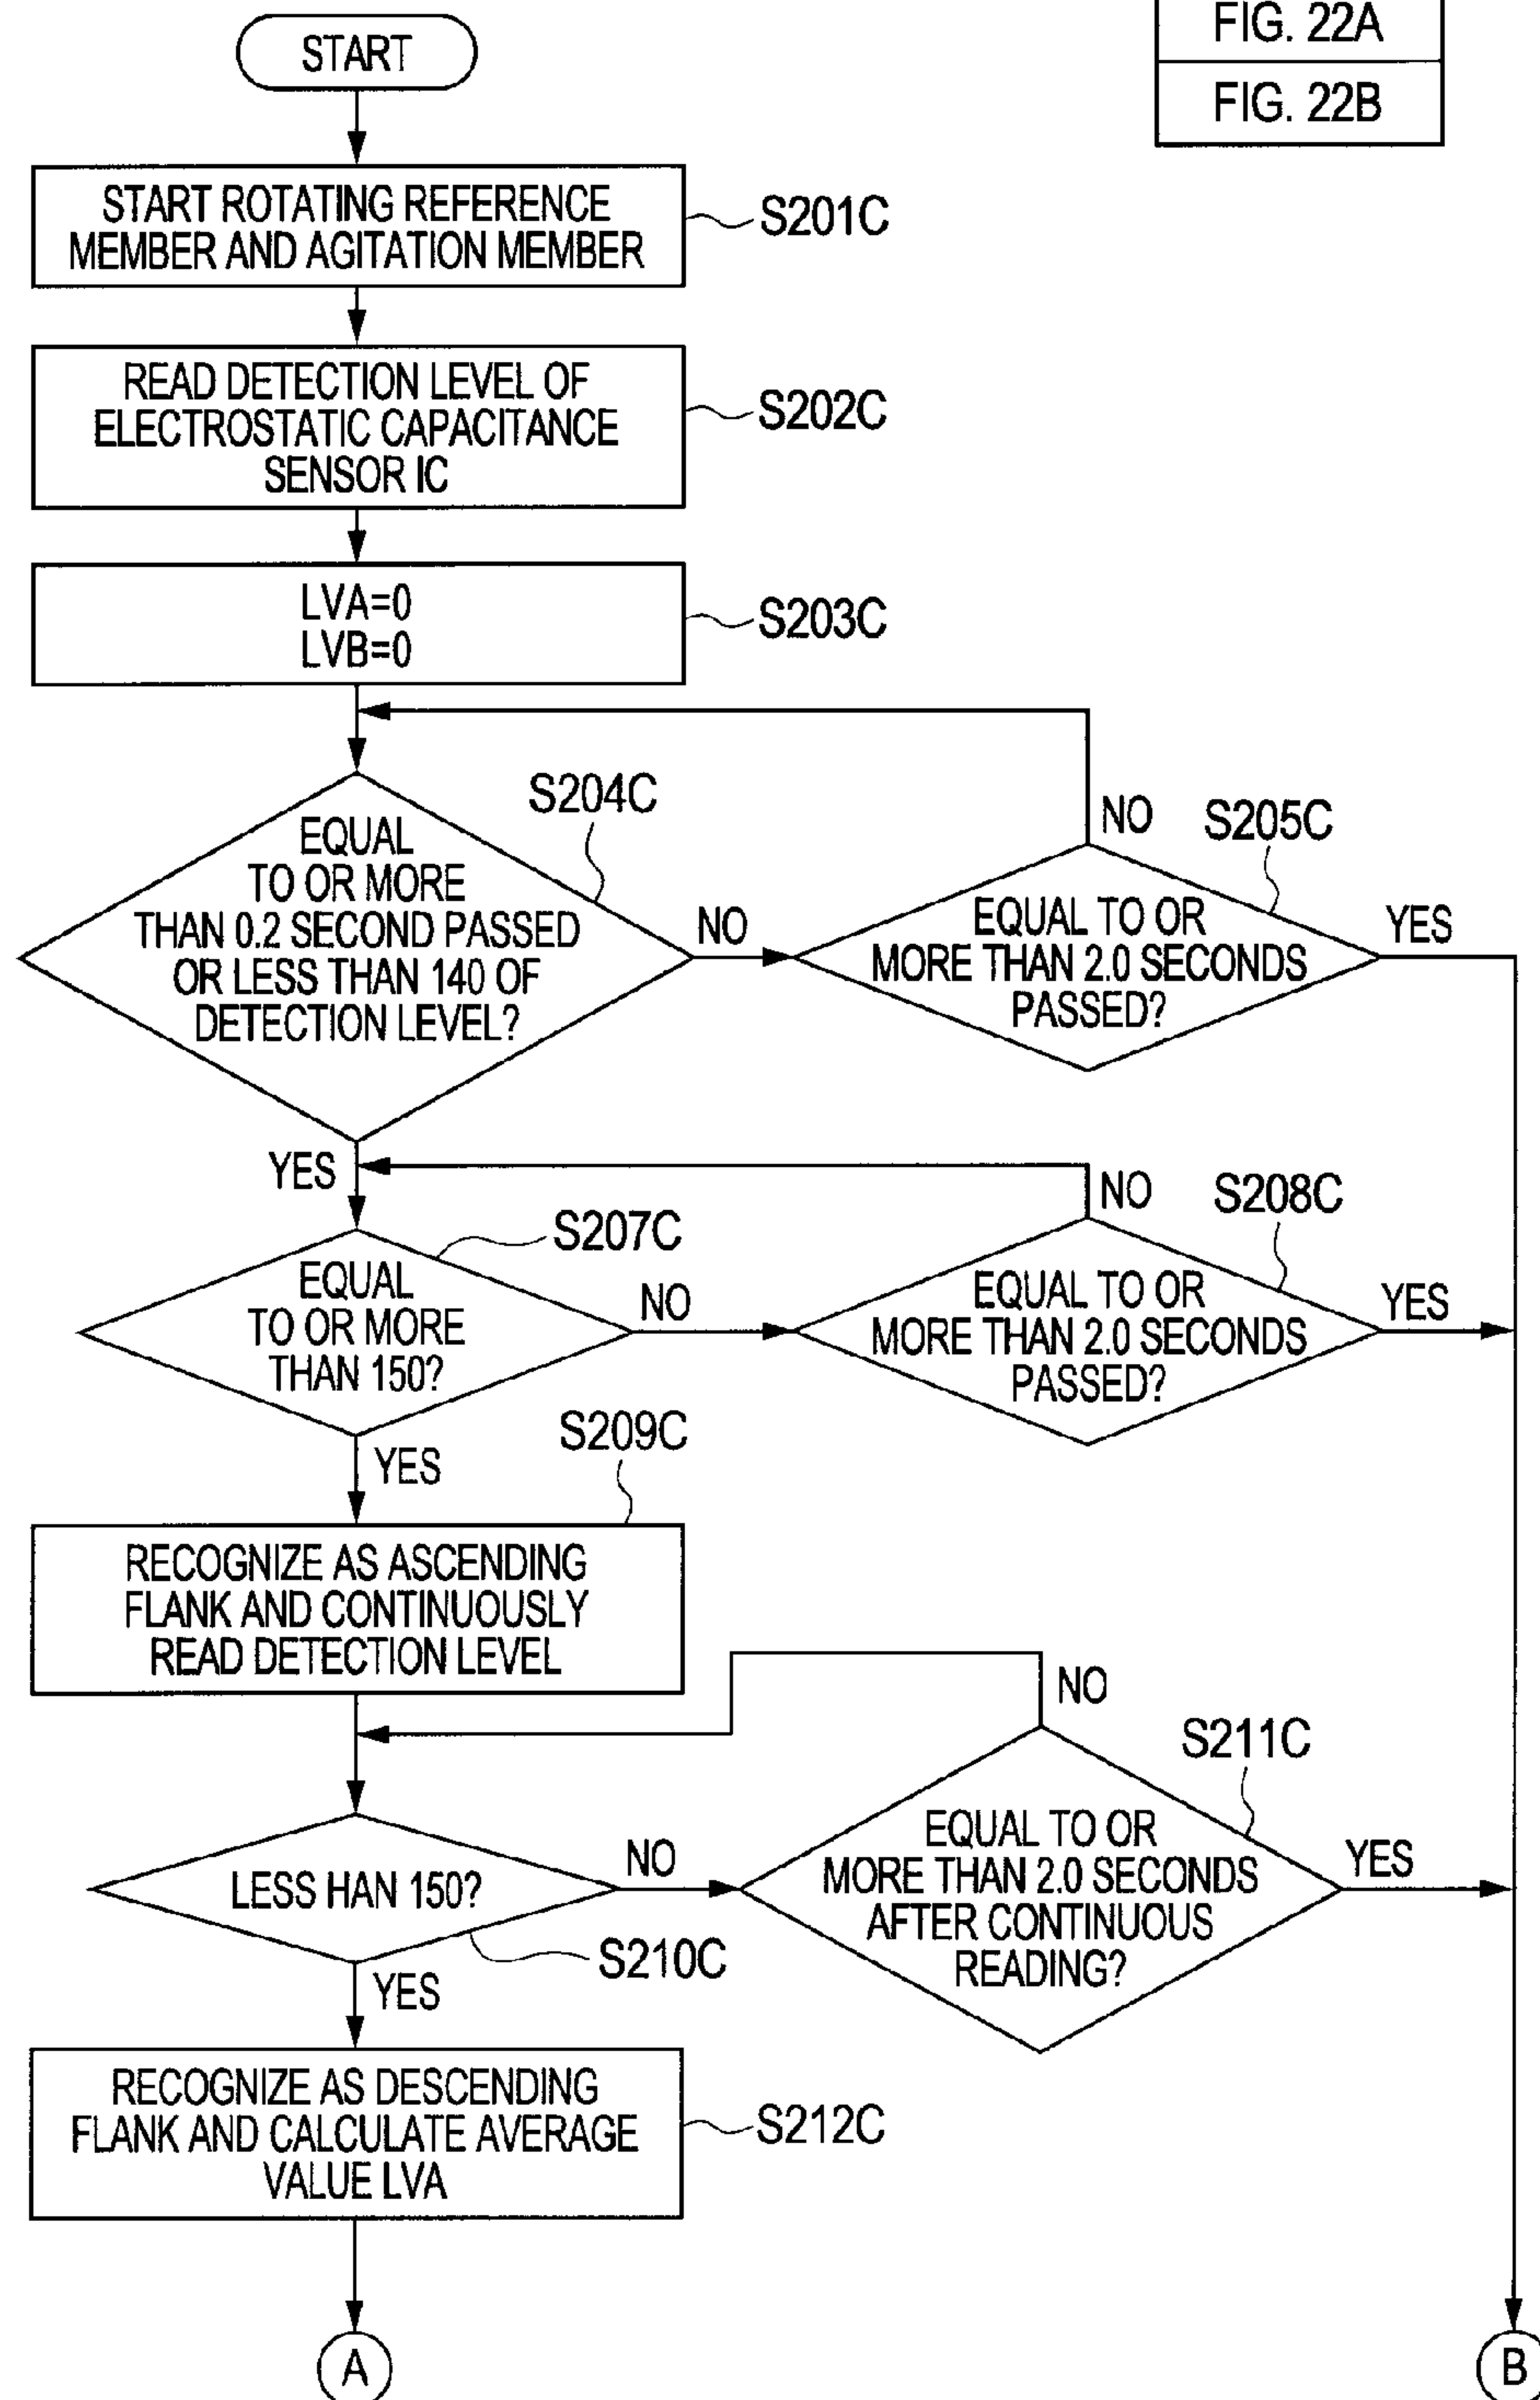 FIG. 22A
FIG. 22B
START
START ROTATING REFERENCE
MEMBER AND AGITATION MEMBER
S201C
READ DETECTION LEVEL OF
ELECTROSTATIC CAPACITANCE
SENSOR IC
S202C
LVA=0
LVB=0
S203C
S204C
EQUAL
TO OR MORE
THAN 0.2 SECOND PASSED
OR LESS THAN 140 OF
DETECTION LEVEL?
NO
YES
S205C
EQUAL TO OR
MORE THAN 2.0 SECONDS
PASSED?
NO
YES
S207C
EQUAL
TO OR MORE
THAN 150?
NO
YES
S208C
EQUAL TO OR
MORE THAN 2.0 SECONDS
PASSED?
NO
YES
S209C
RECOGNIZE AS ASCENDING
FLANK AND CONTINUOUSLY
READ DETECTION LEVEL
LESS HAN 150?
S210C
NO
YES
S211C
EQUAL TO OR
MORE THAN 2.0 SECONDS
AFTER CONTINUOUS
READING?
NO
YES
RECOGNIZE AS DESCENDING
FLANK AND CALCULATE AVERAGE
VALUE LVA
S212C
A
B